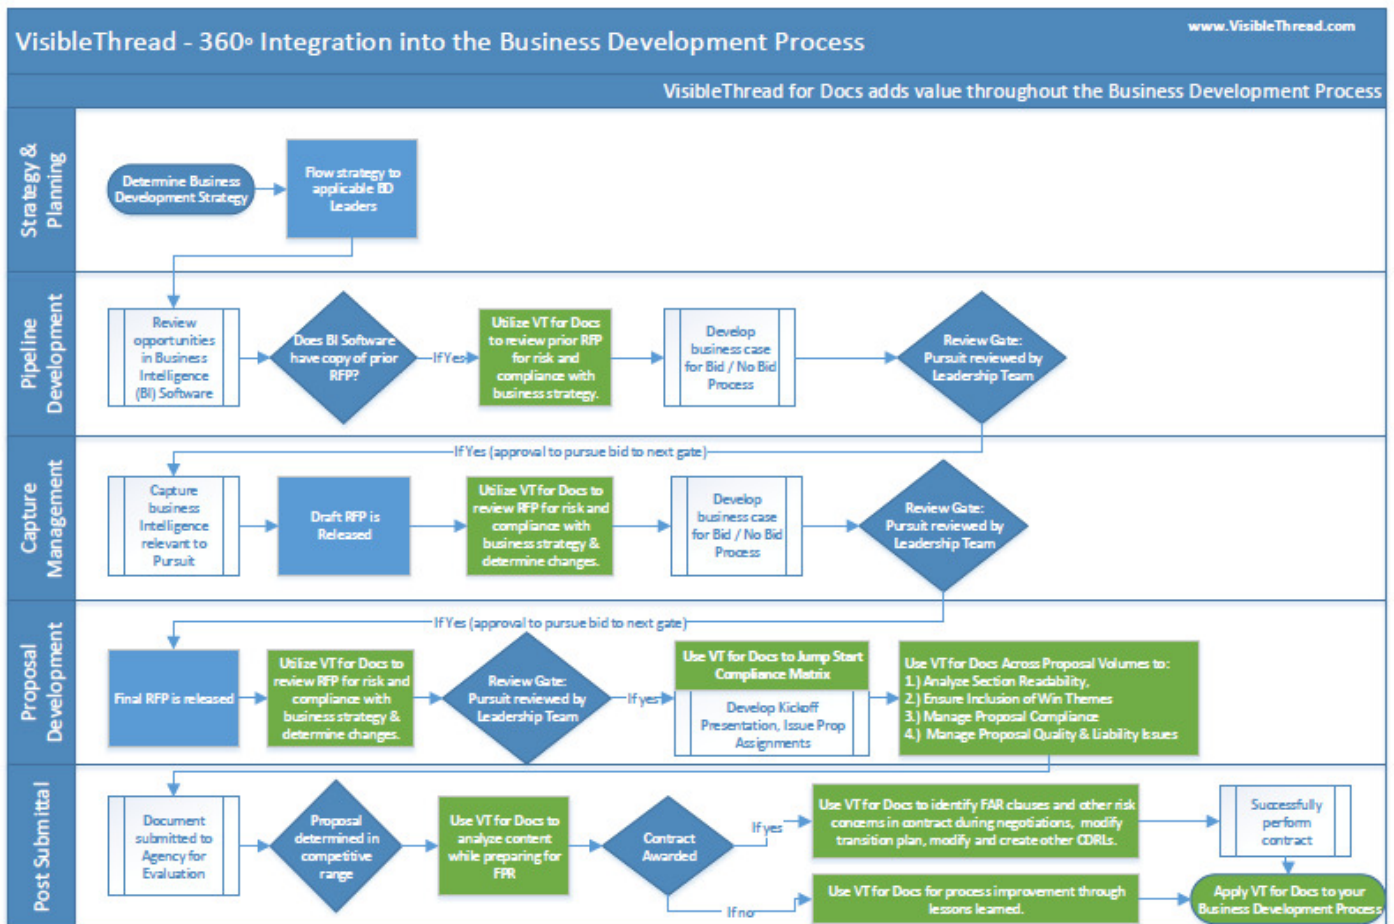 www.VisibleThread.com
VisibleThread - 360° Integration into the Business Development Process
VisibleThread for Docs adds value throughout the Business Development Process
Strategy &
Planning
Determine Business
Development Strategy
Flow strategy to
applicable BD
Leaders
Pipeline
Development
Review
opportunities
in Business
Intelligence
(BI) Software
Does BI Software
have copy of prior
RFP?
If Yes
Utilize VT for Docs
to review prior RFP
for risk and
compliance with
business strategy.
Develop
business case
for Bid / No Bid
Process
Review Gate:
Pursuit reviewed by
Leadership Team
If Yes (approval to pursue bid to next gate)
Capture
Management
Capture
business
Intelligence
relevant to
Pursuit
Draft RFP is
Released
Utilize VT for Docs to
review RFP for risk and
compliance with
business strategy &
determine changes.
Develop
business case
for Bid / No Bid
Process
Review Gate:
Pursuit reviewed by
Leadership Team
If Yes (approval to pursue bid to next gate)
Proposal
Development
Final RFP is released
Utilize VT for Docs to
review RFP for risk and
compliance with
business strategy &
determine changes.
Review Gate:
Pursuit reviewed by
Leadership Team
If yes
Use VT for Docs to Jump Start
Compliance Matrix
Develop Kickoff
Presentation, Issue Prop
Assignments
Use VT for Docs Across Proposal Volumes to:
1.) Analyze Section Readability,
2.) Ensure Inclusion of Win Themes
3.) Manage Proposal Compliance
4.) Manage Proposal Quality & Liability Issues
Post Submittal
Document
submitted to
Agency for
Evaluation
Proposal
determined in
competitive
range
Use VT for Docs to
analyze content
while preparing for
FPR
Contract
Awarded
If yes
Use VT for Docs to identify FAR clauses and other risk
concerns in contract during negotiations, modify
transition plan, modify and create other CDRLs.
Successfully
perform
contract
If no
Use VT for Docs for process improvement through
lessons learned.
Apply VT for Docs to your
Business Development Process